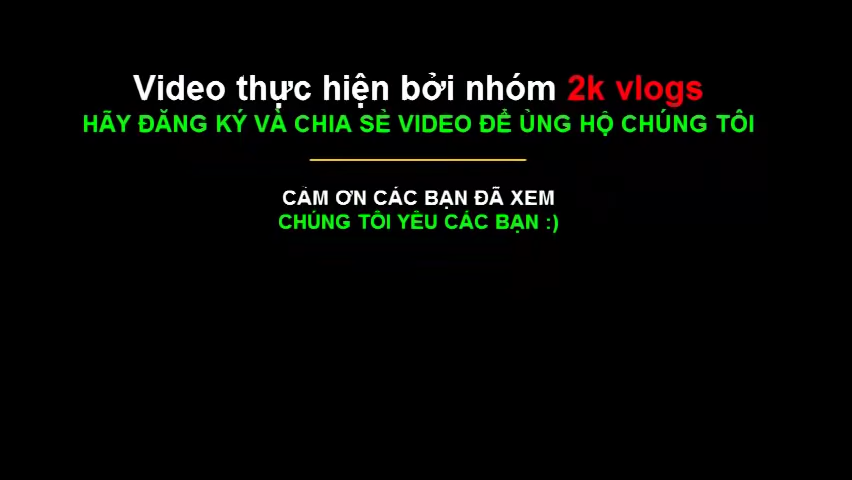 Video thực hiện bởi nhóm 2k vlogs
HÃY ĐĂNG KÝ VÀ CHIA SẺ VIDEO ĐỂ ỦNG HỘ CHÚNG TÔI
CẢM ƠN CÁC BẠN ĐÃ XEM
CHÚNG TÔI YÊU CÁC BẠN :)